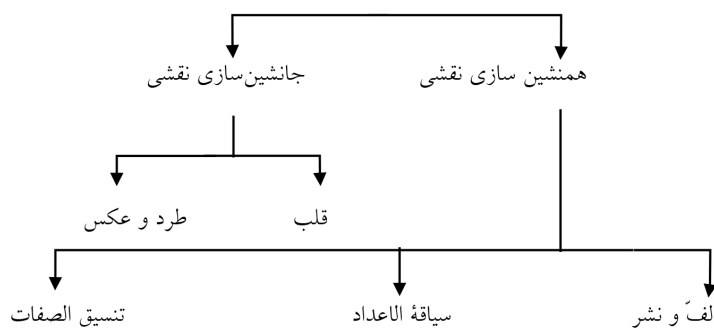 همنشین سازی نقشی
جانشین‌سازی نقشی
قلب
طرد و عکس
لفّ و نشر
سیاقة الاعداد
تنسیق الصفات